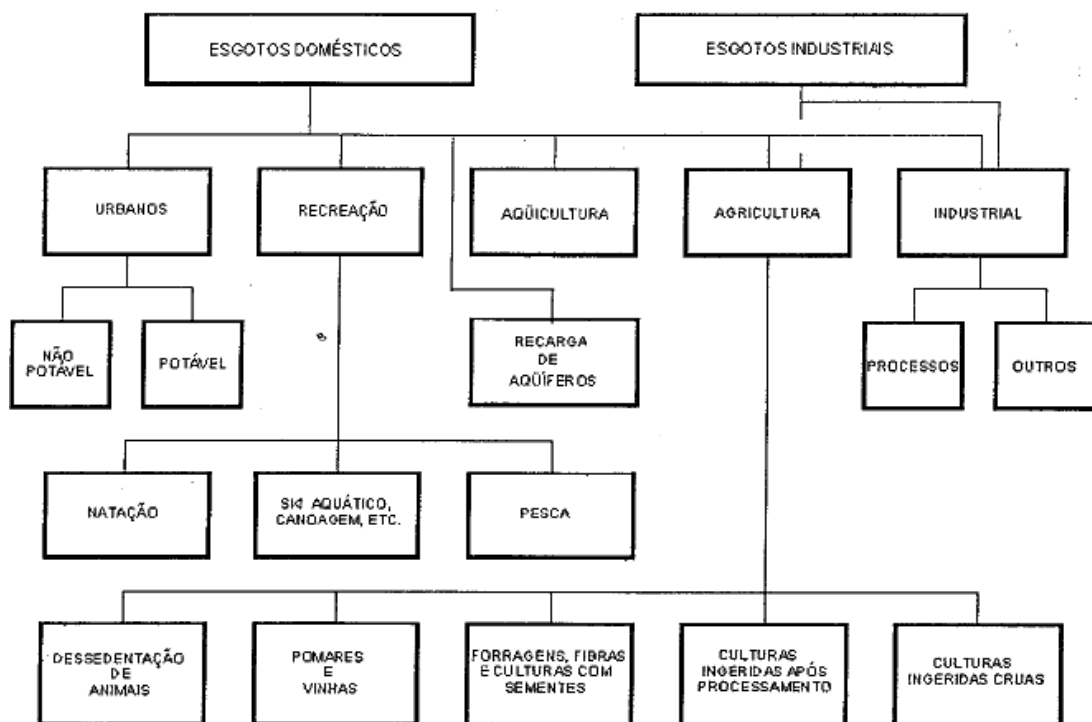 ESGOTOS DOMÉSTICOS
ESGOTOS INDUSTRIAIS
URBANOS
RECREAÇÃO
AQÜICULTURA
AGRICULTURA
INDUSTRIAL
NÃO
POTÁVEL
POTÁVEL
RECARGA
DE
AQÜÍFEROS
PROCESSOS
OUTROS
NATAÇÃO
SKI AQUÁTICO,
CANOAGEM, ETC.
PESCA
DESSEDENTAÇÃO
DE
ANIMAIS
POMARES
E
VINHAS
FORRAGENS, FIBRAS
E CULTURAS COM
SEMENTES
CULTURAS
INGERIDAS APÓS
PROCESSAMENTO
CULTURAS
INGERIDAS CRUAS